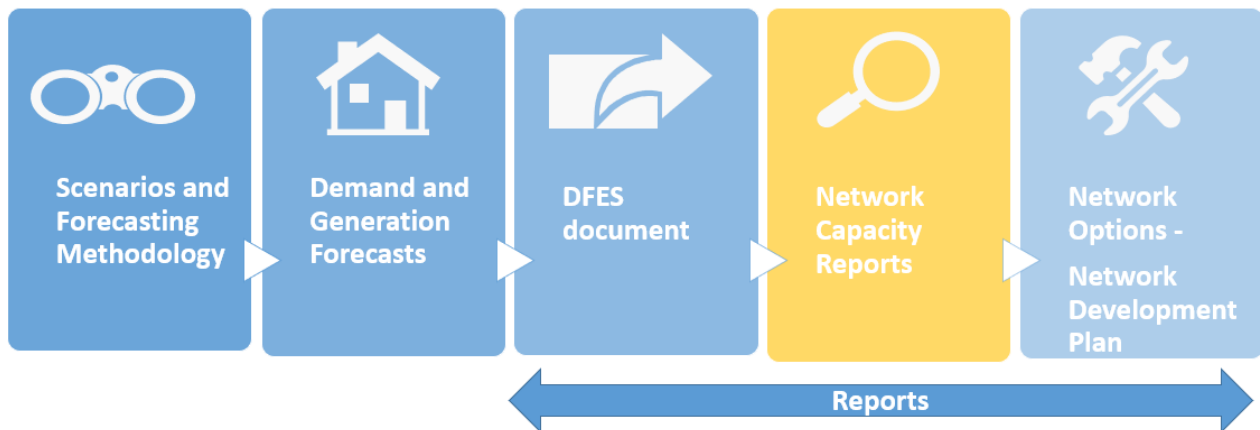 Scenarios and
Forecasting
Methodology
Demand and
Generation
Forecasts
DFES
document
Network
Capacity
Reports
Network
Options -
Network
Development
Plan
Reports